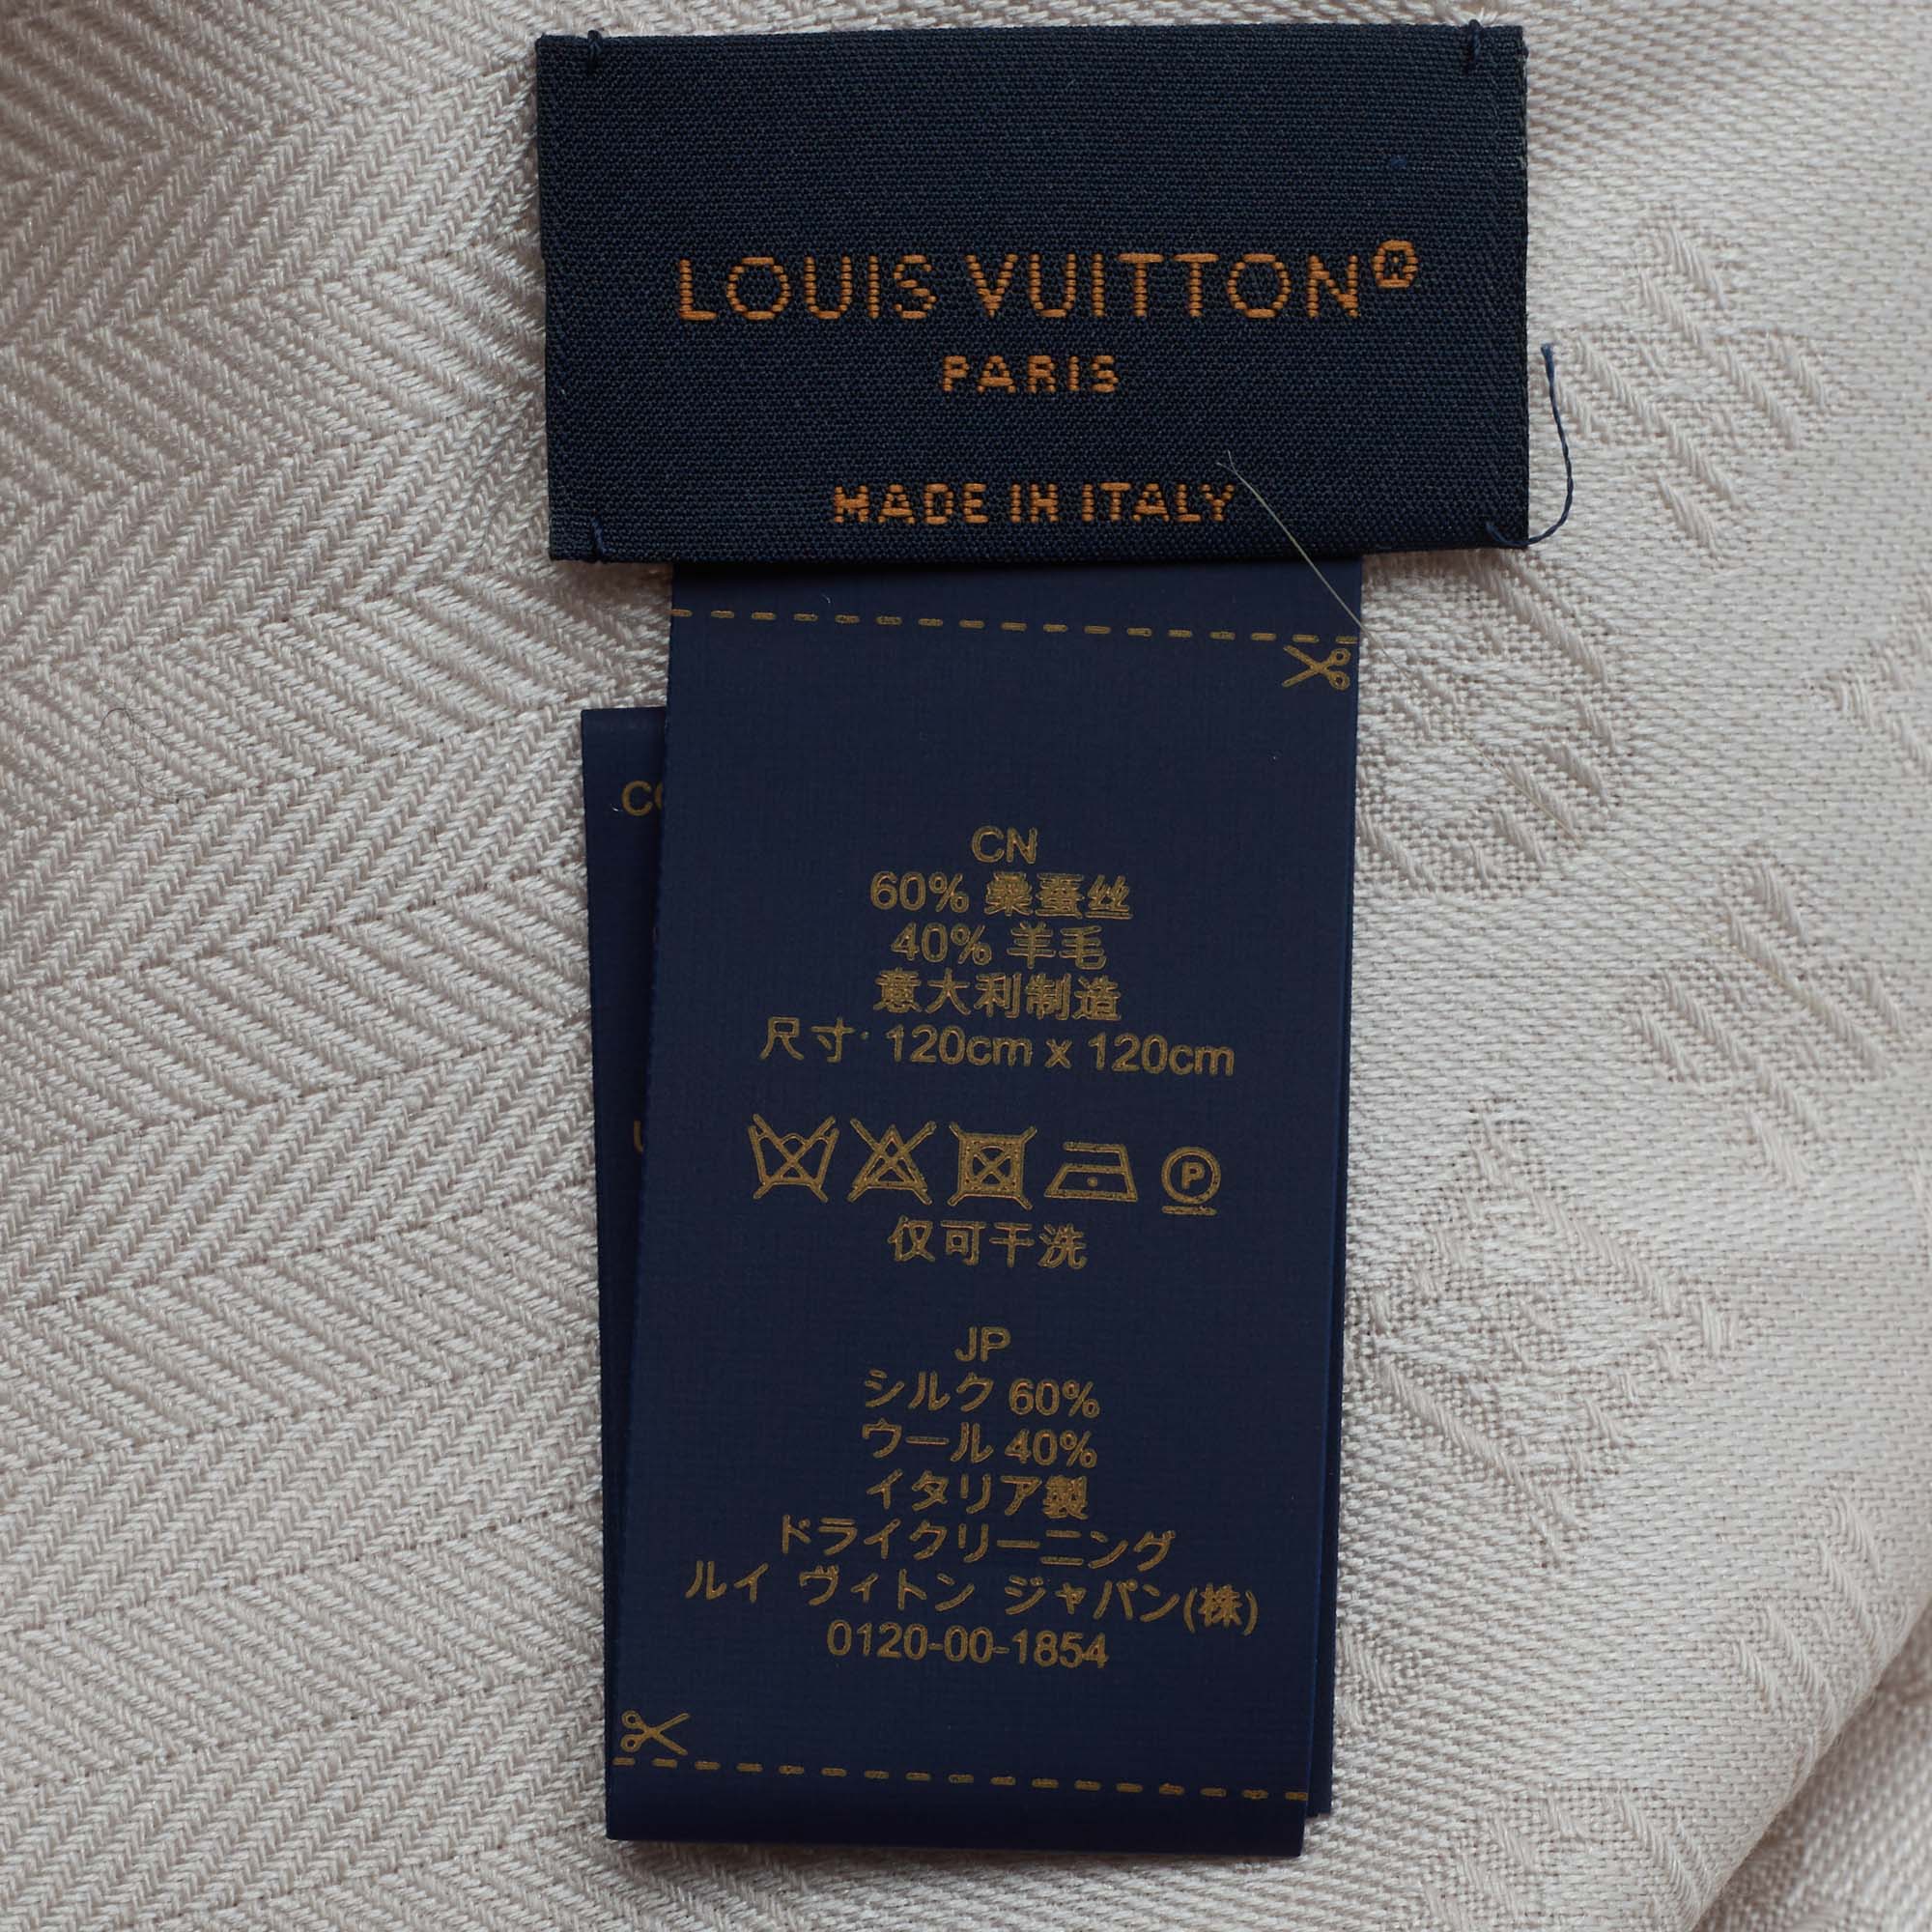 LOUIS VUITTON®
PARIS
MADE IN ITALY
CN
60% 桑蚕丝
40% 羊毛
意大利制造
尺寸: 120cm x 120cm
P
仅可干洗
JP
シルク 60%
ウール 40%
イタリア製
ドライクリーニング
ルイ ヴィトン ジャパン(株)
0120-00-1854